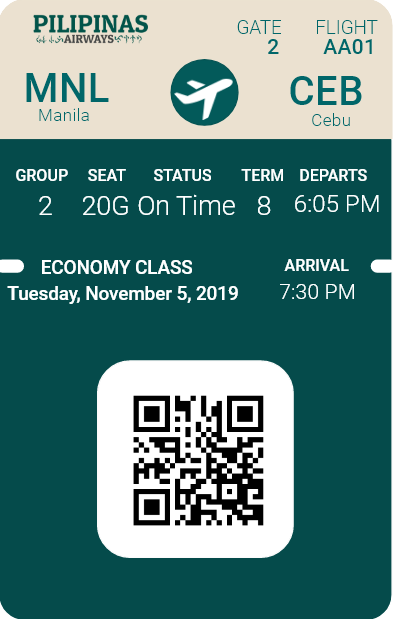 PILIPINAS
AIRWAYS
GATE FLIGHT
2 AA01
MNL CEB
Manila Cebu
GROUP SEAT STATUS TERM DEPARTS
2 20G On Time 8 6:05 PM
ECONOMY CLASS ARRIVAL
Tuesday, November 5, 2019 7:30 PM